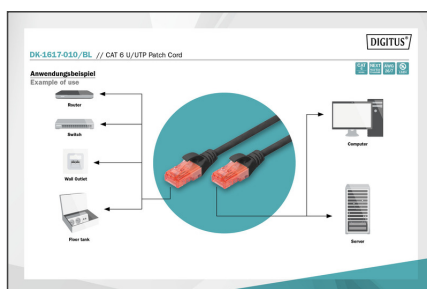 DIGITUS®
DK-1617-010/BL // CAT 6 U/UTP Patch Cord
Anwendungsbeispiel
Example of use
Router
Switch
Wall Outlet
Floor tank
Computer
Server